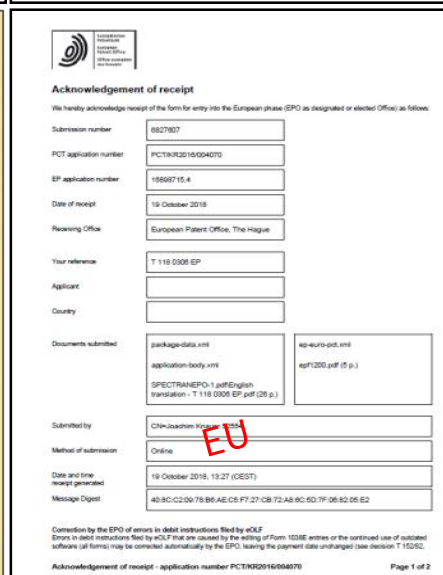 Europäisches
Patentamt
European
Patent Office
Office européen
des brevets
Acknowledgement of receipt
We hereby acknowledge receipt of the form for entry into the European phase (EPO as designated or elected Office) as follows:
Submission number 6827607
PCT application number PCT/KR2016/004070
EP application number 16898715.4
Date of receipt 19 October 2018
Receiving Office European Patent Office, The Hague
Your reference T 118 0306 EP
Applicant
Country
Documents submitted package-data.xml ep-euro-pct.xml
application-body.xml epf1200.pdf (5 p.)
SPECTRANEPO-1.pdf\English
translation - T 118 0306 EP.pdf (26 p.)
Submitted by CN=Joachim Knauer
EU
Method of submission Online
Date and time
receipt generated 19 October 2018, 13:27 (CEST)
Message Digest 40:8C:C2:09:78:B6:AE:C5:F7:27:CB:72:A8:6C:5D:7F:06:82:05:E2
Correction by the EPO of errors in debit instructions filed by eOLF
Errors in debit instructions filed by eOLF that are caused by the editing of Form 1038E entries or the continued use of outdated
software (all forms) may be corrected automatically by the EPO, leaving the payment date unchanged (see decision T 152/82,
Acknowledgement of receipt - application number PCT/KR2016/004070 Page 1 of 2